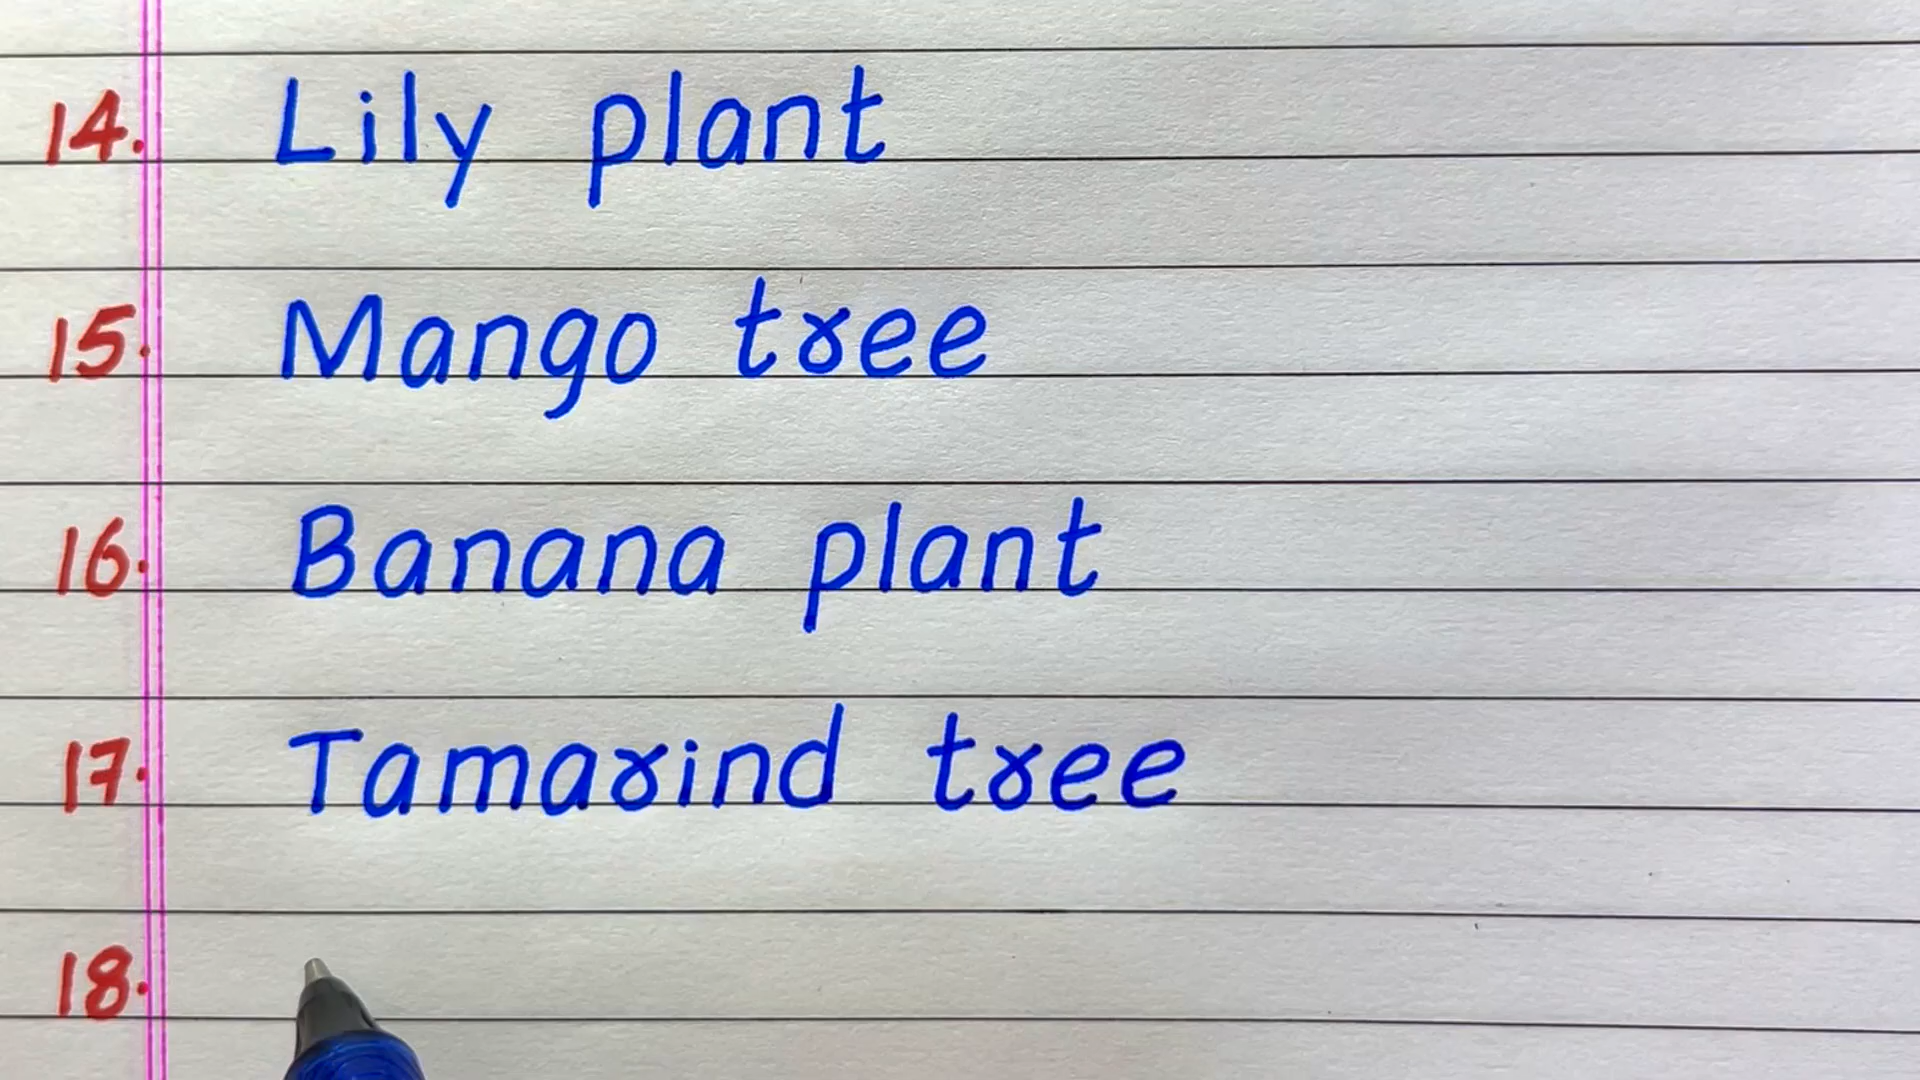 14. Lily plant
15. Mango tree
16. Banana plant
17. Tamarind tree
18.